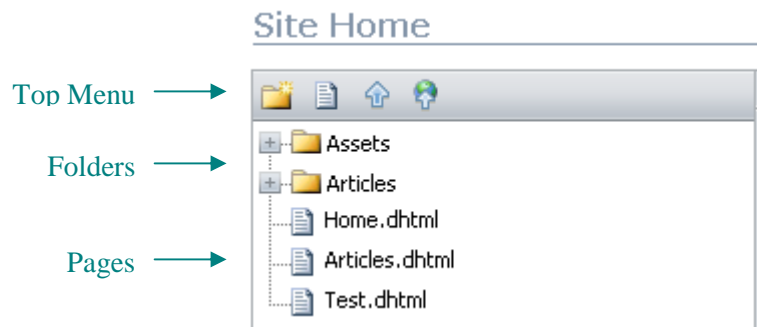 Site Home
Top Menu
Folders
Assets
Articles
Home.dhtml
Pages
Articles.dhtml
Test.dhtml